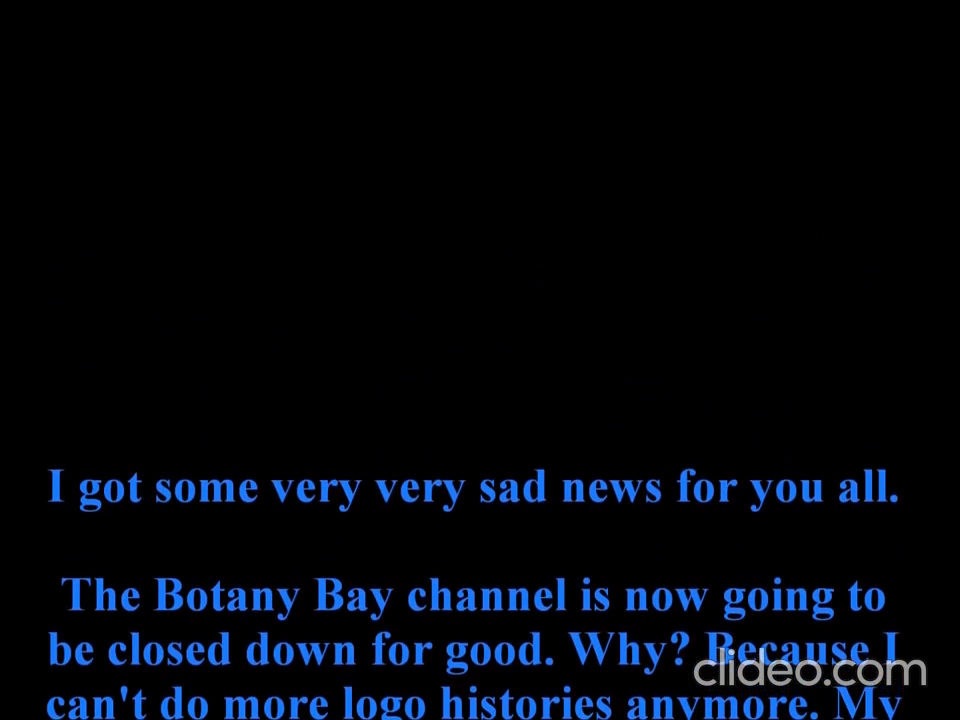 I got some very very sad news for you all.
The Botany Bay channel is now going to
be closed down for good. Why? Because I
can't do more logo histories anymore. My
clideo.com